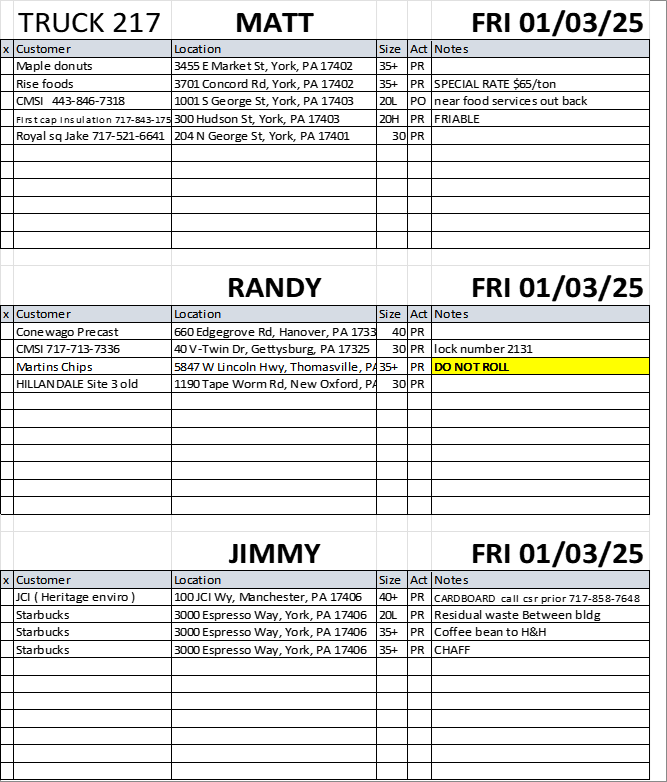 TRUCK 217 MATT FRI 01/03/25
x Customer Location Size Act Notes
Maple donuts 3455 E Market St, York, PA 17402 35+ PR
Rise foods 3701 Concord Rd, York, PA 17402 35+ PR SPECIAL RATE $65/ton
CMSI 443-846-7318 1001 S George St, York, PA 17403 20L PO near food services out back
First cap insulation 717-843-175 300 Hudson St, York, PA 17403 20H PR FRIABLE
Royal sq Jake 717-521-6641 204 N George St, York, PA 17401 30 PR
RANDY FRI 01/03/25
x Customer Location Size Act Notes
Conewago Precast 660 Edgegrove Rd, Hanover, PA 1733 40 PR
CMSI 717-713-7336 40 V-Twin Dr, Gettysburg, PA 17325 30 PR lock number 2131
Martins Chips 5847 W Lincoln Hwy, Thomasville, PA 35+ PR DO NOT ROLL
HILLANDALE Site 3 old 1190 Tape Worm Rd, New Oxford, PA 30 PR
JIMMY FRI 01/03/25
x Customer Location Size Act Notes
JCI ( Heritage enviro ) 100 JCI Wy, Manchester, PA 17406 40+ PR CARDBOARD call csr prior 717-858-7648
Starbucks 3000 Espresso Way, York, PA 17406 20L PR Residual waste Between bldg
Starbucks 3000 Espresso Way, York, PA 17406 35+ PR Coffee bean to H&H
Starbucks 3000 Espresso Way, York, PA 17406 35+ PR CHAFF